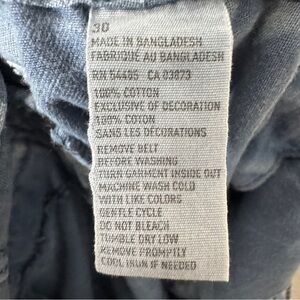 30
MADE IN BANGLADESH
FABRIQUÉ AU BANGLADESH
RN 54485 CA 03873
100% COTTON
EXCLUSIVE OF DECORATION
100% COTON
SANS LES DÉCORATIONS
REMOVE BELT
BEFORE WASHING
TURN GARMENT INSIDE OUT
MACHINE WASH COLD
WITH LIKE COLORS
GENTLE CYCLE
DO NOT BLEACH
TUMBLE DRY LOW
REMOVE PROMPTLY
COOL IRON IF NEEDED